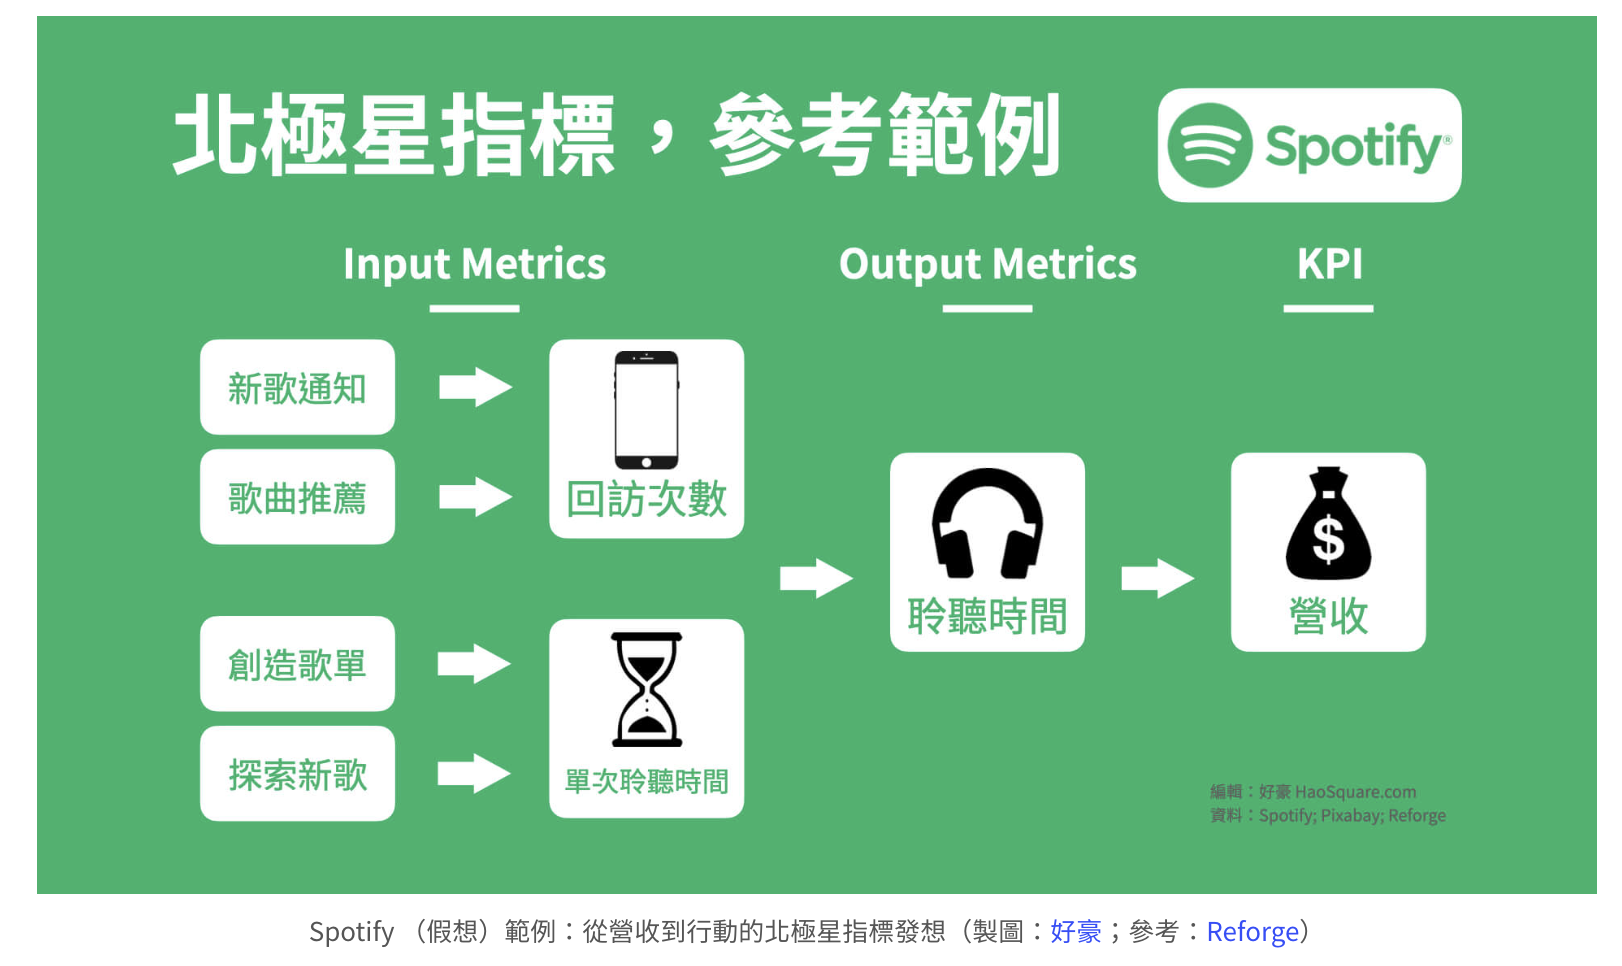 北極星指標，參考範例
Spotify®
Input Metrics
Output Metrics
KPI
新歌通知
歌曲推薦
回訪次數
創造歌單
探索新歌
單次聆聽時間
聆聽時間
$
營收
編輯：好豪 HaoSquare.com
資料：Spotify; Pixabay; Reforge
Spotify （假想）範例：從營收到行動的北極星指標發想（製圖：好豪；參考：Reforge）